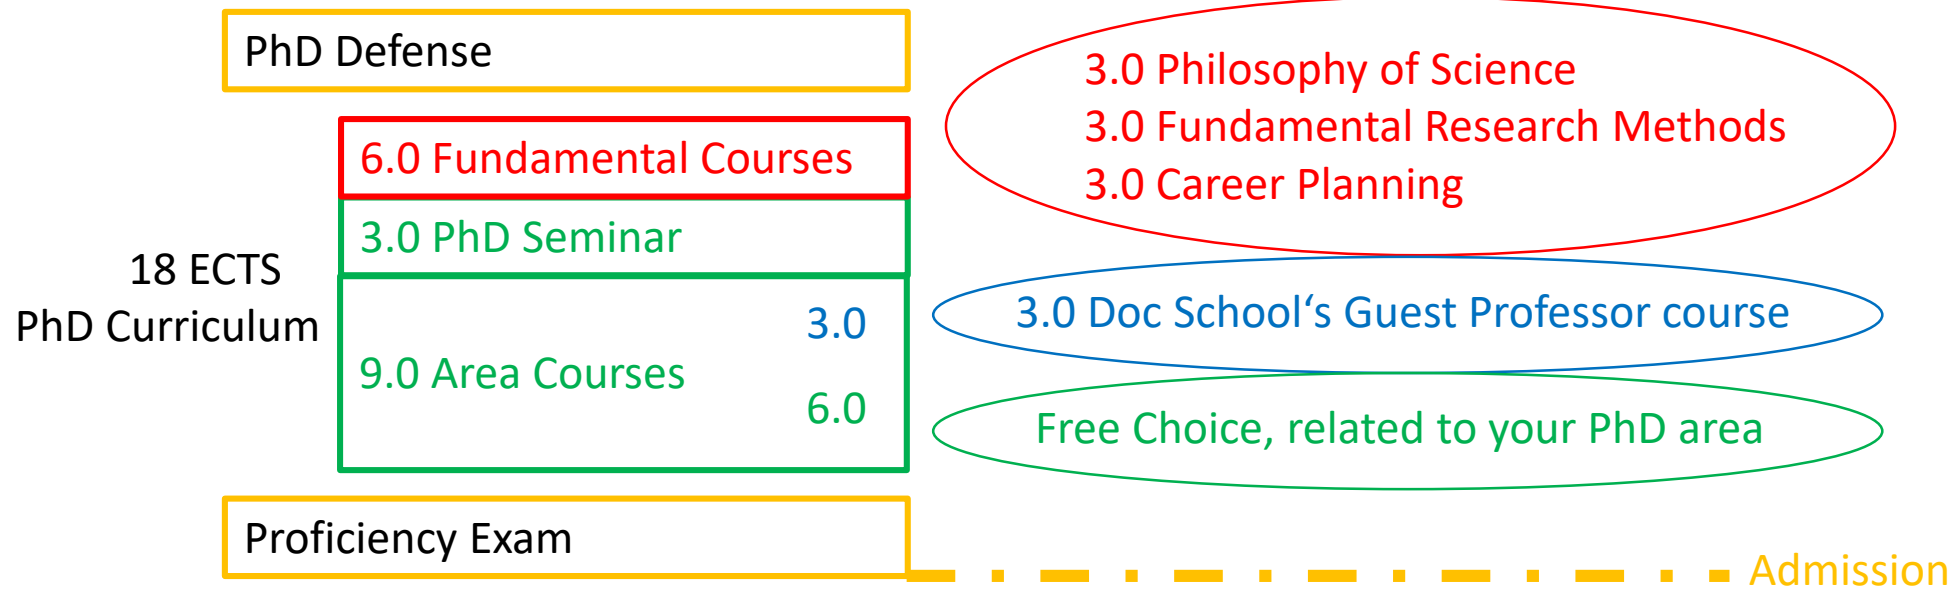 PhD Defense
3.0 Philosophy of Science
3.0 Fundamental Research Methods
3.0 Career Planning
6.0 Fundamental Courses
3.0 PhD Seminar
18 ECTS
PhD Curriculum
9.0 Area Courses
3.0
6.0
3.0 Doc School‘s Guest Professor course
Free Choice, related to your PhD area
Proficiency Exam
Admission